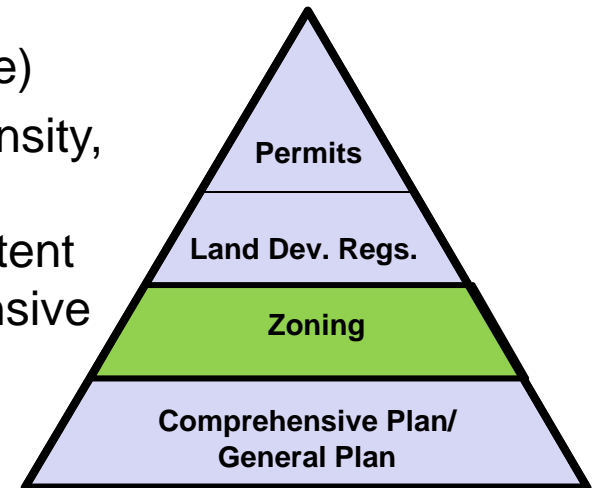 e)
nsity,
tent
nsive
Permits
Land Dev. Regs.
Zoning
Comprehensive Plan/
General Plan